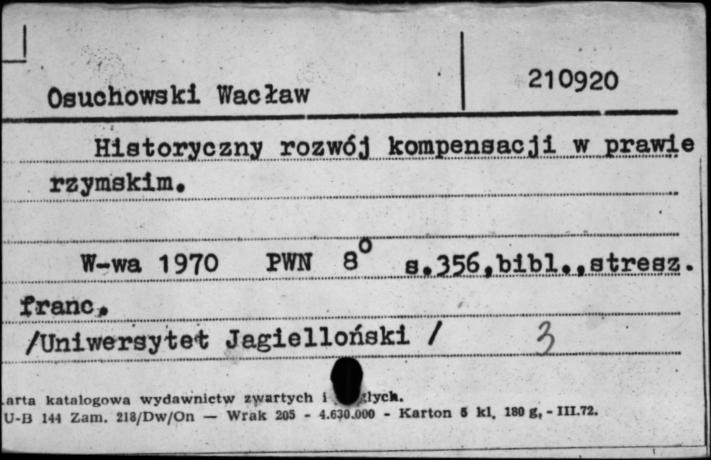 Osuchowski Wacław 210920
Historyczny rozwój kompensacji w prawie
rzymskim.
W-wa 1970 PWN 8° s.356,bibl.,stresz.
franc.
/Uniwersytet Jagielloński / 3
arta katalogowa wydawnictw zwartych i
U-B 144 Zam. 218/Dw/On — Wrak 205 - 4.630.000 - Karton 5 kl. 180 g, - III.72.